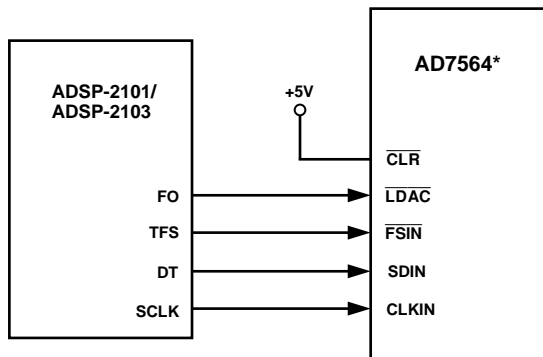 ADSP-2101/
ADSP-2103
FO
TFS
DT
SCLK
+5V
AD7564*
CLR
LDAC
FSIN
SDIN
CLKIN